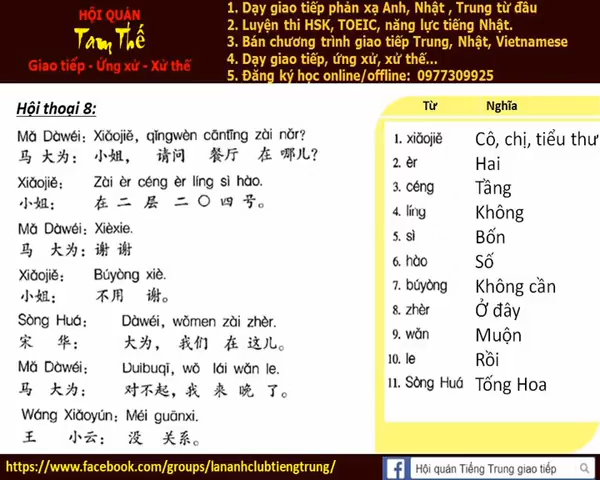 HỘI QUÁN
Tam Thế
Giao tiếp - Ứng xử - Xử thế
1. Dạy giao tiếp phản xạ Anh, Nhật , Trung từ đầu
2. Luyện thi HSK, TOEIC, năng lực tiếng Nhật.
3. Bán chương trình giao tiếp Trung, Nhật, Vietnamese
4. Dạy giao tiếp, ứng xử, xử thế...
5. Đăng ký học online/offline: 0977309925
Hội thoại 8:
Mǎ Dàwéi: Xiǎojiě, qǐngwèn cāntīng zài nǎr?
马 大为: 小姐, 请问 餐厅 在 哪儿?
Xiǎojiě: Zài èr céng èr líng sì hào.
小姐: 在 二 层 二 〇 四 号。
Mǎ Dàwéi: Xièxie.
马 大为: 谢 谢
Xiǎojiě: Búyòng xiè.
小姐: 不用 谢。
Sòng Huá: Dàwéi, wǒmen zài zhèr.
宋 华: 大为, 我们 在 这儿。
Mǎ Dàwéi: Duìbuqǐ, wǒ lái wǎn le.
马 大为: 对不起, 我 来 晚 了。
Wáng Xiǎoyún: Méi guānxi.
王 小云: 没 关系。
Từ Nghĩa
1. xiǎojiě Cô, chị, tiểu thư
2. èr Hai
3. céng Tầng
4. líng Không
5. sì Bốn
6. hào Số
7. búyòng Không cần
8. zhèr Ở đây
9. wǎn Muộn
10. le Rồi
11. Sòng Huá Tống Hoa
https://www.facebook.com/groups/lananhclubtiengtrung/
f Hội quán Tiếng Trung giao tiếp